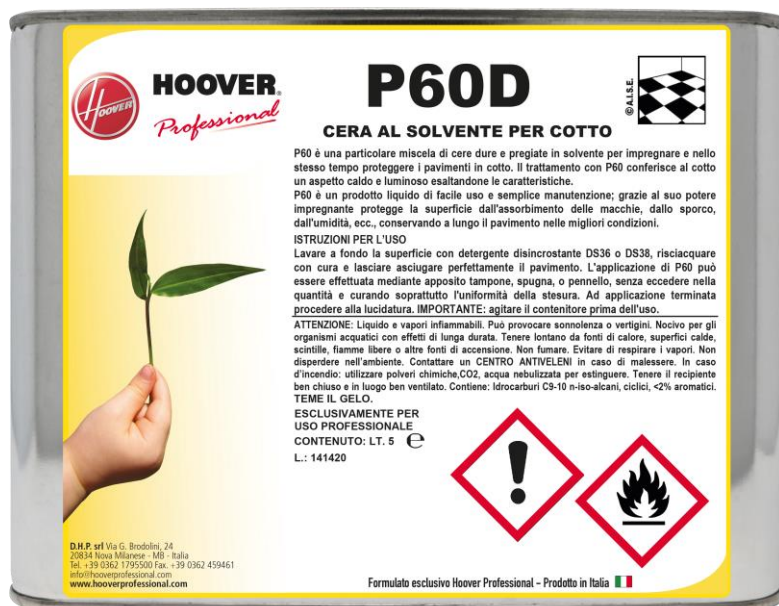 HOOVER®
Professional
HOOVER
P60D
© A.I.S.E.
CERA AL SOLVENTE PER COTTO
P60 è una particolare miscela di cere dure e pregiate in solvente per impregnare e nello
stesso tempo proteggere i pavimenti in cotto. Il trattamento con P60 conferisce al cotto
un aspetto caldo e luminoso esaltandone le caratteristiche.
P60 è un prodotto liquido di facile uso e semplice manutenzione; grazie al suo potere
impregnante protegge la superficie dall'assorbimento delle macchie, dallo sporco,
dall'umidità, ecc., conservando a lungo il pavimento nelle migliori condizioni.
ISTRUZIONI PER L'USO
Lavare a fondo la superficie con detergente disincrostante DS36 o DS38, risciacquare
con cura e lasciare asciugare perfettamente il pavimento. L'applicazione di P60 può
essere effettuata mediante apposito tampone, spugna, o pennello, senza eccedere nella
quantità e curando soprattutto l'uniformità della stesura. Ad applicazione terminata
procedere alla lucidatura. IMPORTANTE: agitare il contenitore prima dell'uso.
ATTENZIONE: Liquido e vapori infiammabili. Può provocare sonnolenza o vertigini. Nocivo per gli
organismi acquatici con effetti di lunga durata. Tenere lontano da fonti di calore, superfici calde,
scintille, fiamme libere o altre fonti di accensione. Non fumare. Evitare di respirare i vapori. Non
disperdere nell'ambiente. Contattare un CENTRO ANTIVELENI in caso di malessere. In caso
d'incendio: utilizzare polveri chimiche,CO2, acqua nebulizzata per estinguere. Tenere il recipiente
ben chiuso e in luogo ben ventilato. Contiene: Idrocarburi C9-10 n-iso-alcani, ciclici, <2% aromatici.
TEME IL GELO.
ESCLUSIVAMENTE PER
USO PROFESSIONALE
CONTENUTO: LT. 5 ℮
L.: 141420
D.H.P. srl Via G. Brodolini, 24
20834 Nova Milanese - MB - Italia
Tel. +39 0362 1795500 Fax. +39 0362 459461
info@hooverprofessional.com
www.hooverprofessional.com
Formulato esclusivo Hoover Professional – Prodotto in Italia